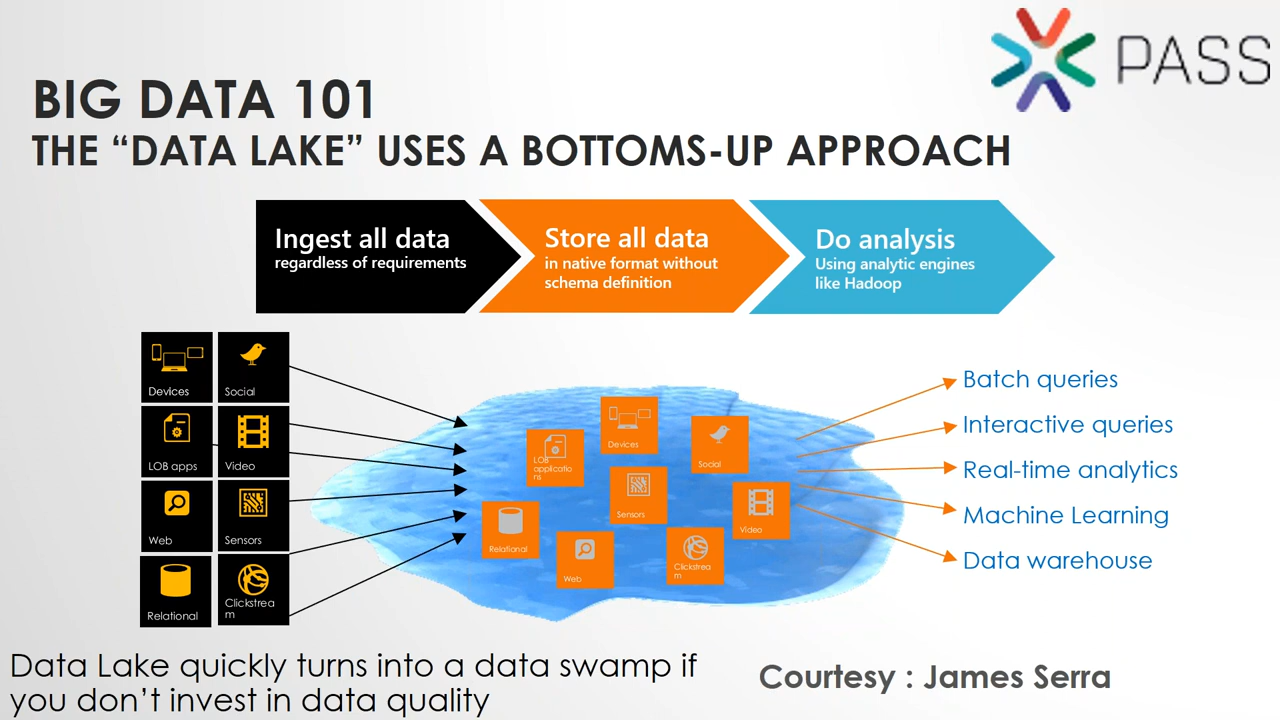 PASS
BIG DATA 101
THE “DATA LAKE” USES A BOTTOMS-UP APPROACH
Ingest all data
regardless of requirements
Store all data
in native format without
schema definition
Do analysis
Using analytic engines
like Hadoop
Devices
Social
LOB apps
Video
Web
Sensors
Relational
Clickstrea
m
Devices
LOB
applicatio
ns
Social
Sensors
Relational
Video
Web
Clickstrea
m
Batch queries
Interactive queries
Real-time analytics
Machine Learning
Data warehouse
Data Lake quickly turns into a data swamp if
you don’t invest in data quality
Courtesy : James Serra